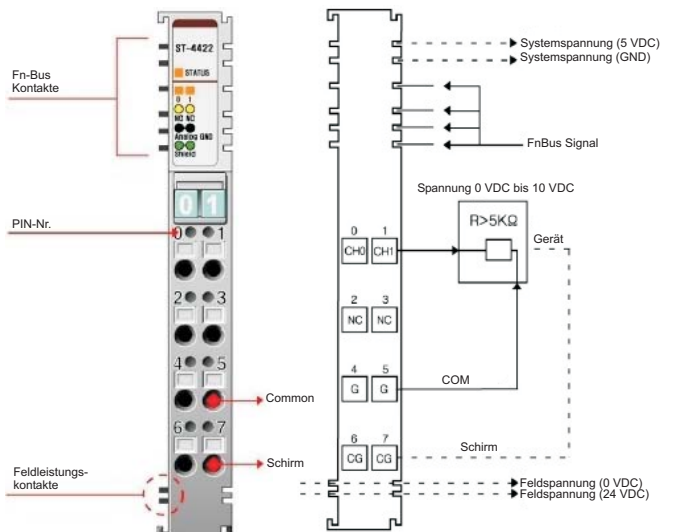 ST-4422
STATUS
0 1
NC NC
Analog GND
Shield
Fn-Bus
Kontakte
01
PIN-Nr.
0 1
2 3
4 5
Common
6 7
Schirm
Feldleistungs-
kontakte
Systemspannung (5 VDC)
Systemspannung (GND)
FnBus Signal
Spannung 0 VDC bis 10 VDC
R>5KΩ
Gerät
0 1
CH0 CH1
2 3
NC NC
4 5
G G
COM
6 7
CG CG
Schirm
Feldspannung (0 VDC)
Feldspannung (24 VDC)